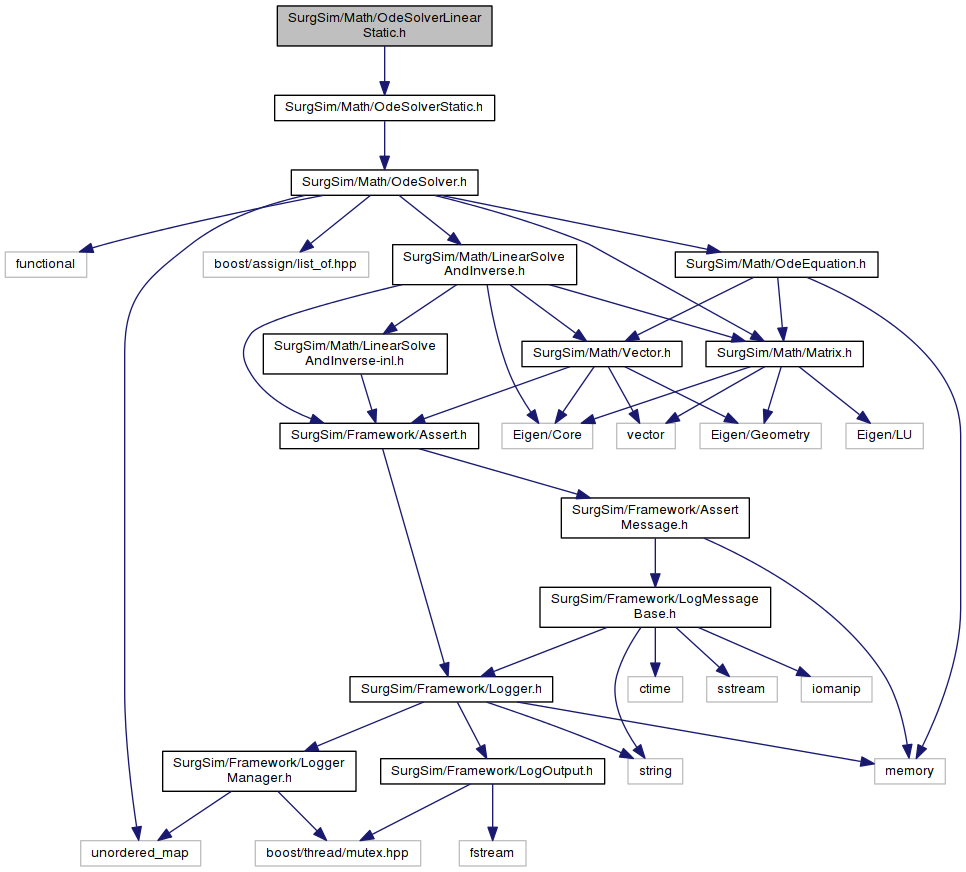 SurgSim/Math/OdeSolverLinear
Static.h
SurgSim/Math/OdeSolverStatic.h
SurgSim/Math/OdeSolver.h
functional
boost/assign/list_of.hpp
SurgSim/Math/LinearSolve
AndInverse.h
SurgSim/Math/OdeEquation.h
SurgSim/Math/LinearSolve
AndInverse-inl.h
SurgSim/Math/Vector.h
SurgSim/Math/Matrix.h
SurgSim/Framework/Assert.h
Eigen/Core
vector
Eigen/Geometry
Eigen/LU
SurgSim/Framework/Assert
Message.h
SurgSim/Framework/LogMessage
Base.h
SurgSim/Framework/Logger.h
ctime
sstream
iomanip
SurgSim/Framework/Logger
Manager.h
SurgSim/Framework/LogOutput.h
string
memory
unordered_map
boost/thread/mutex.hpp
fstream